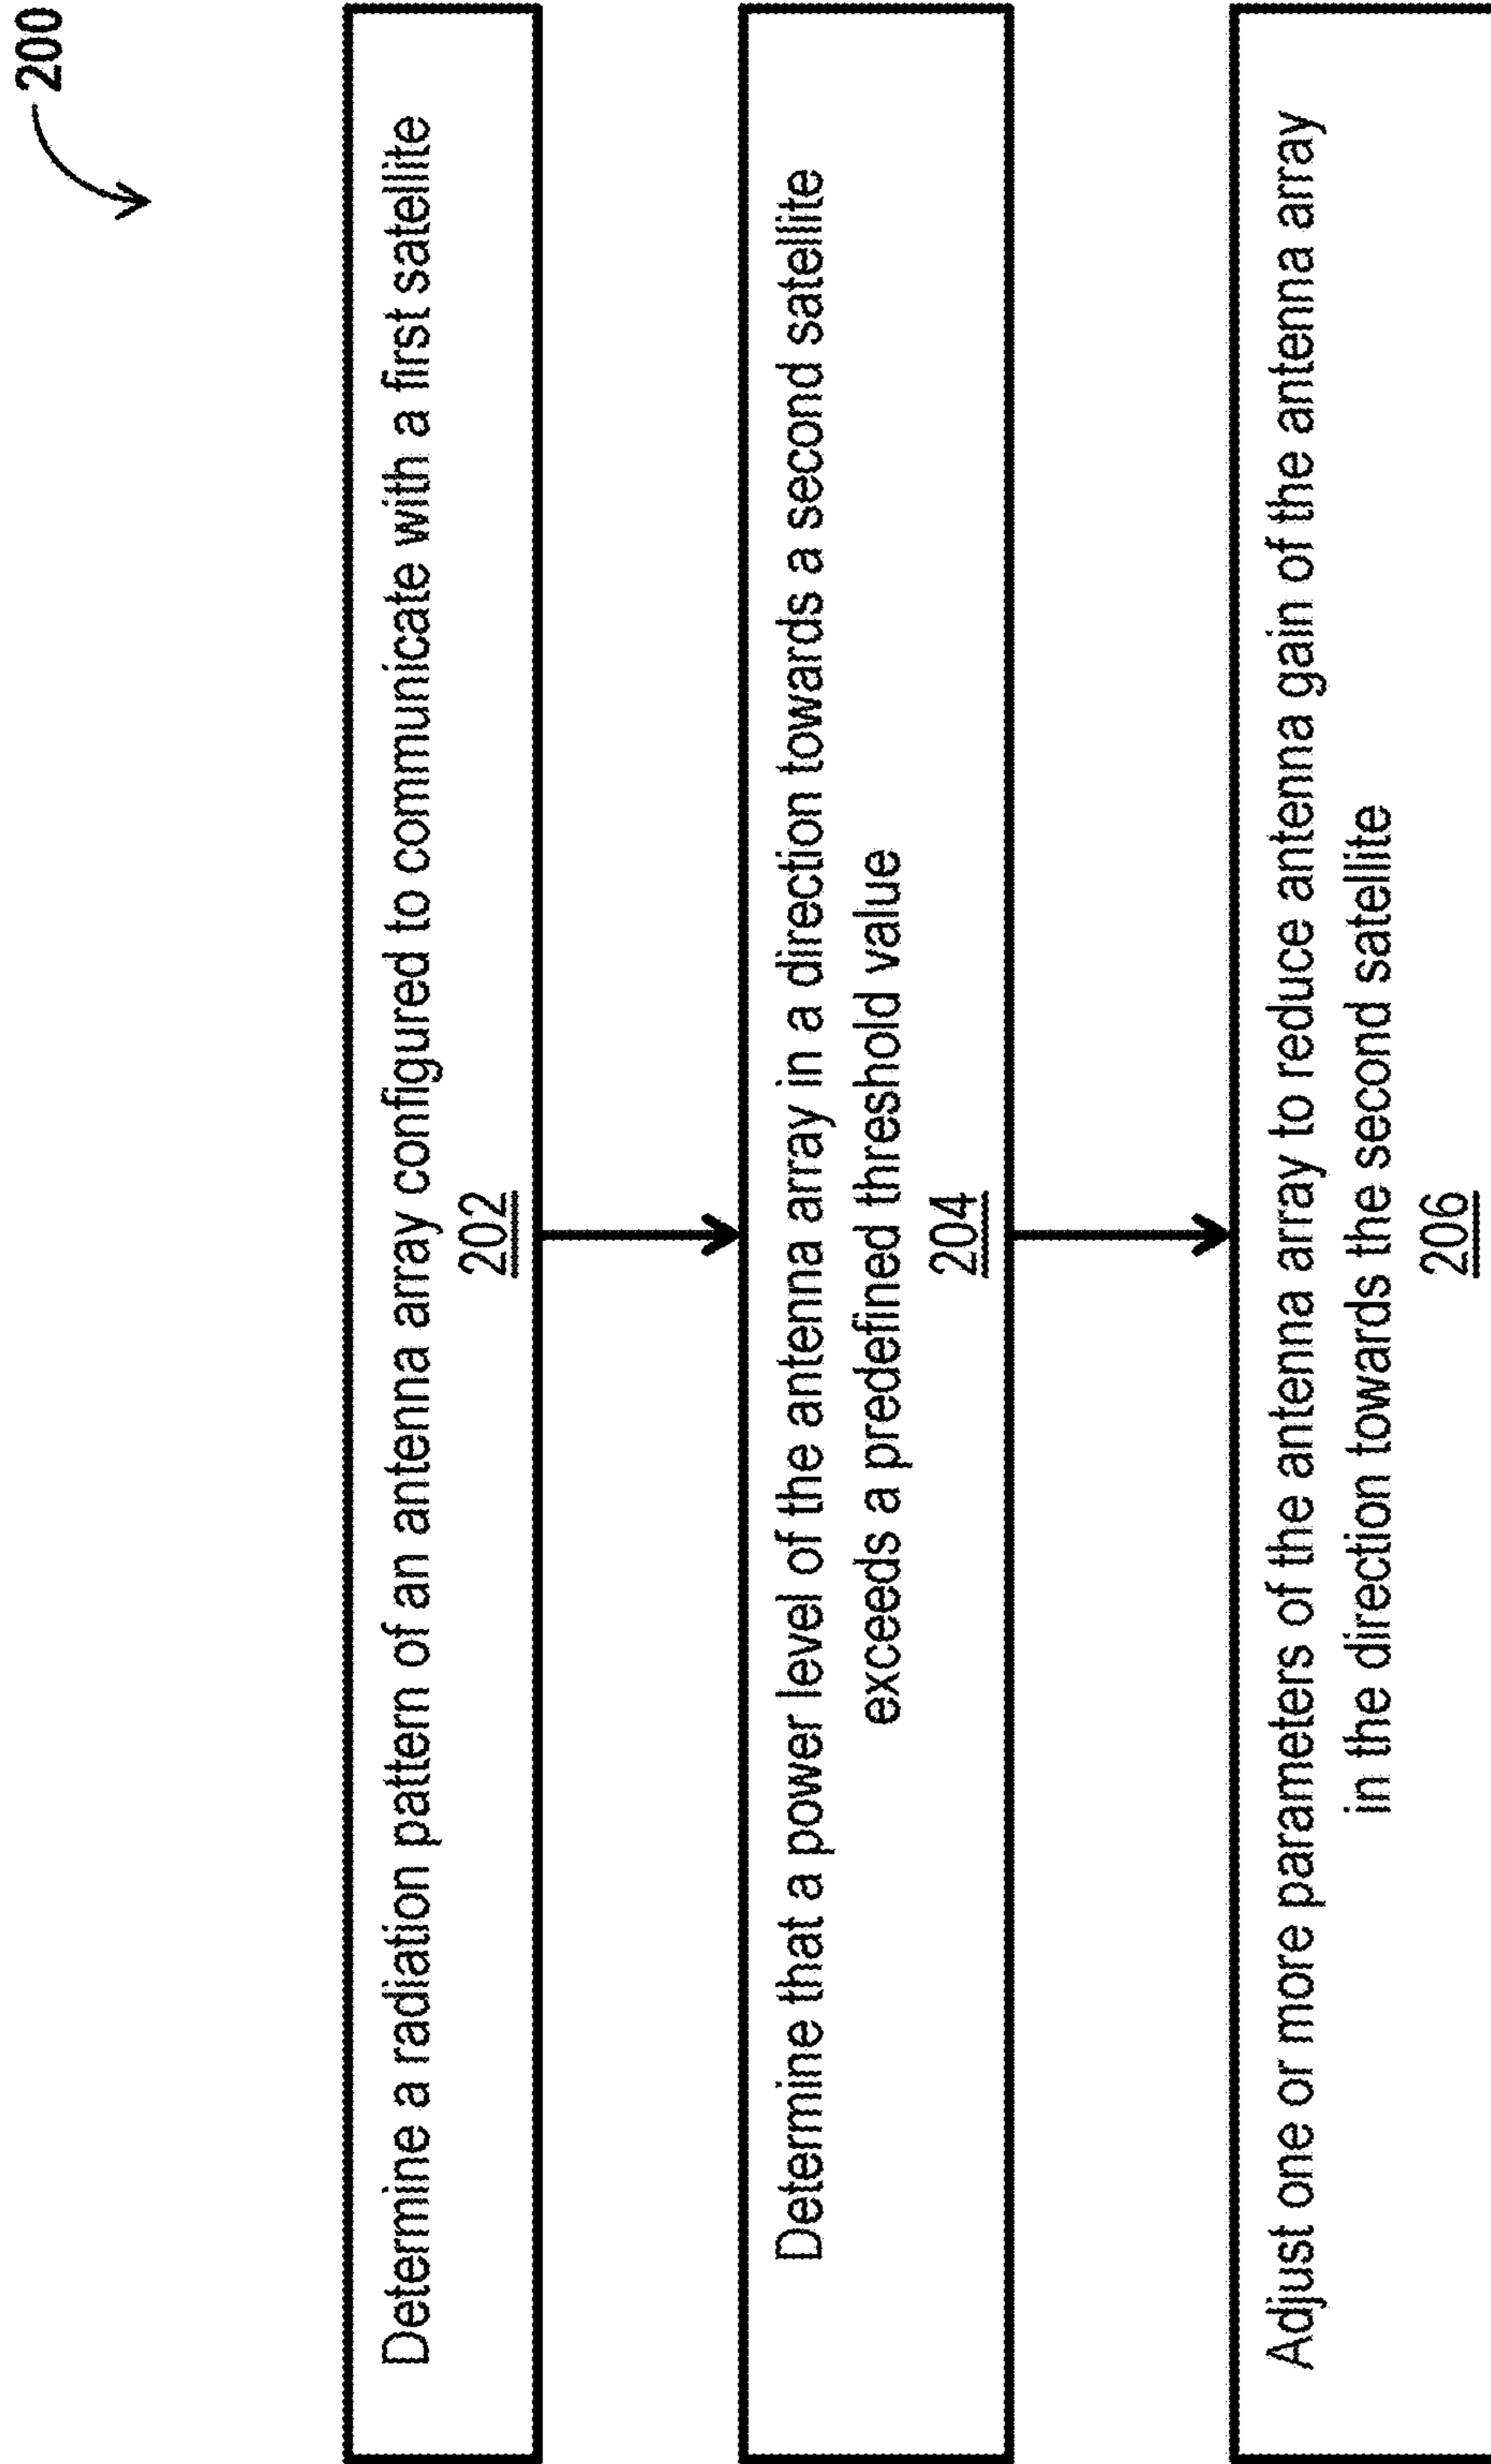 200
Determine a radiation pattern of an antenna array configured to communicate with a first satellite
202
Determine that a power level of the antenna array in a direction towards a second satellite
exceeds a predefined threshold value
204
Adjust one or more parameters of the antenna array to reduce antenna gain of the antenna array
in the direction towards the second satellite
206